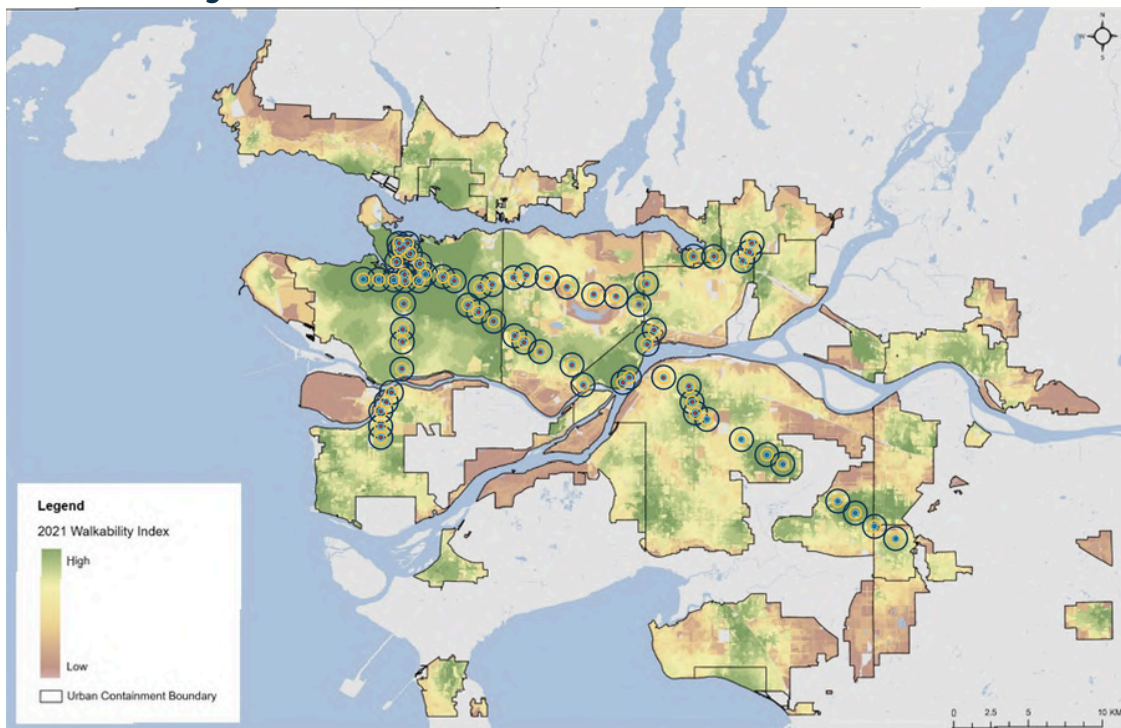 N
W E
S
Legend
2021 Walkability Index
High
Low
Urban Containment Boundary
0 2.5 5 10 KM